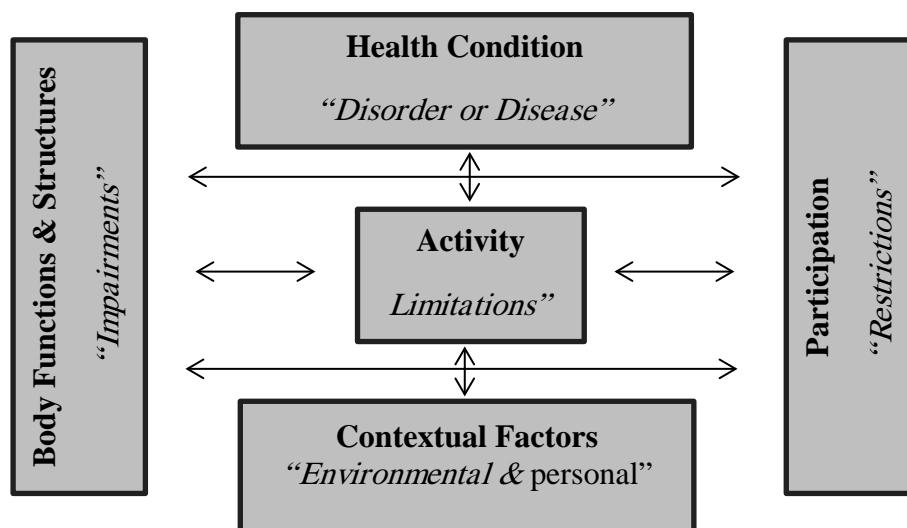 Health Condition
“Disorder or Disease”
Body Functions & Structures
“Impairments”
Activity
Limitations”
Participation
“Restrictions”
Contextual Factors
“Environmental & personal”